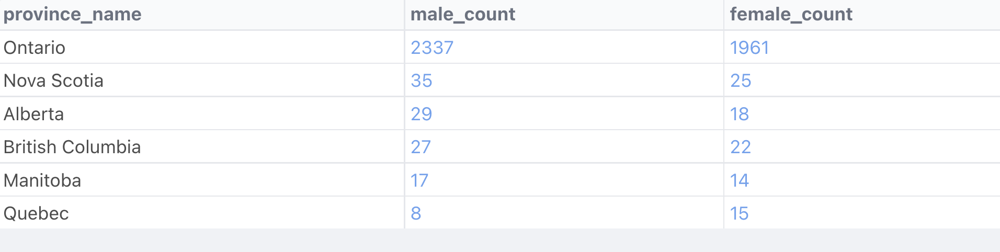 province_name male_count female_count
Ontario 2337 1961
Nova Scotia 35 25
Alberta 29 18
British Columbia 27 22
Manitoba 17 14
Quebec 8 15